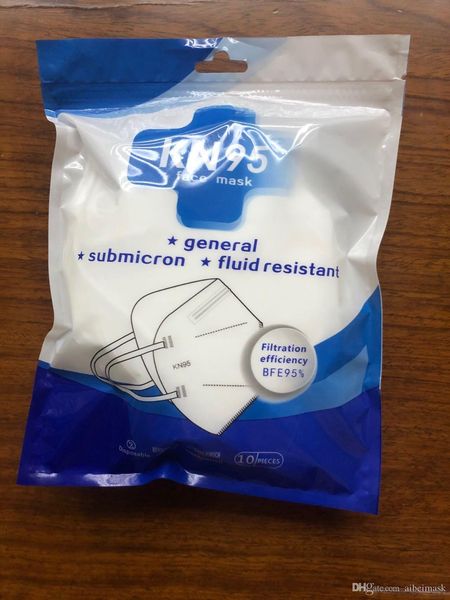 KN95
face mask
★ general
★ submicron ★ fluid resistant
KN95
Filtration
efficiency
BFE95%
Disposable
10 PIECES
DHgate.com aibeimask